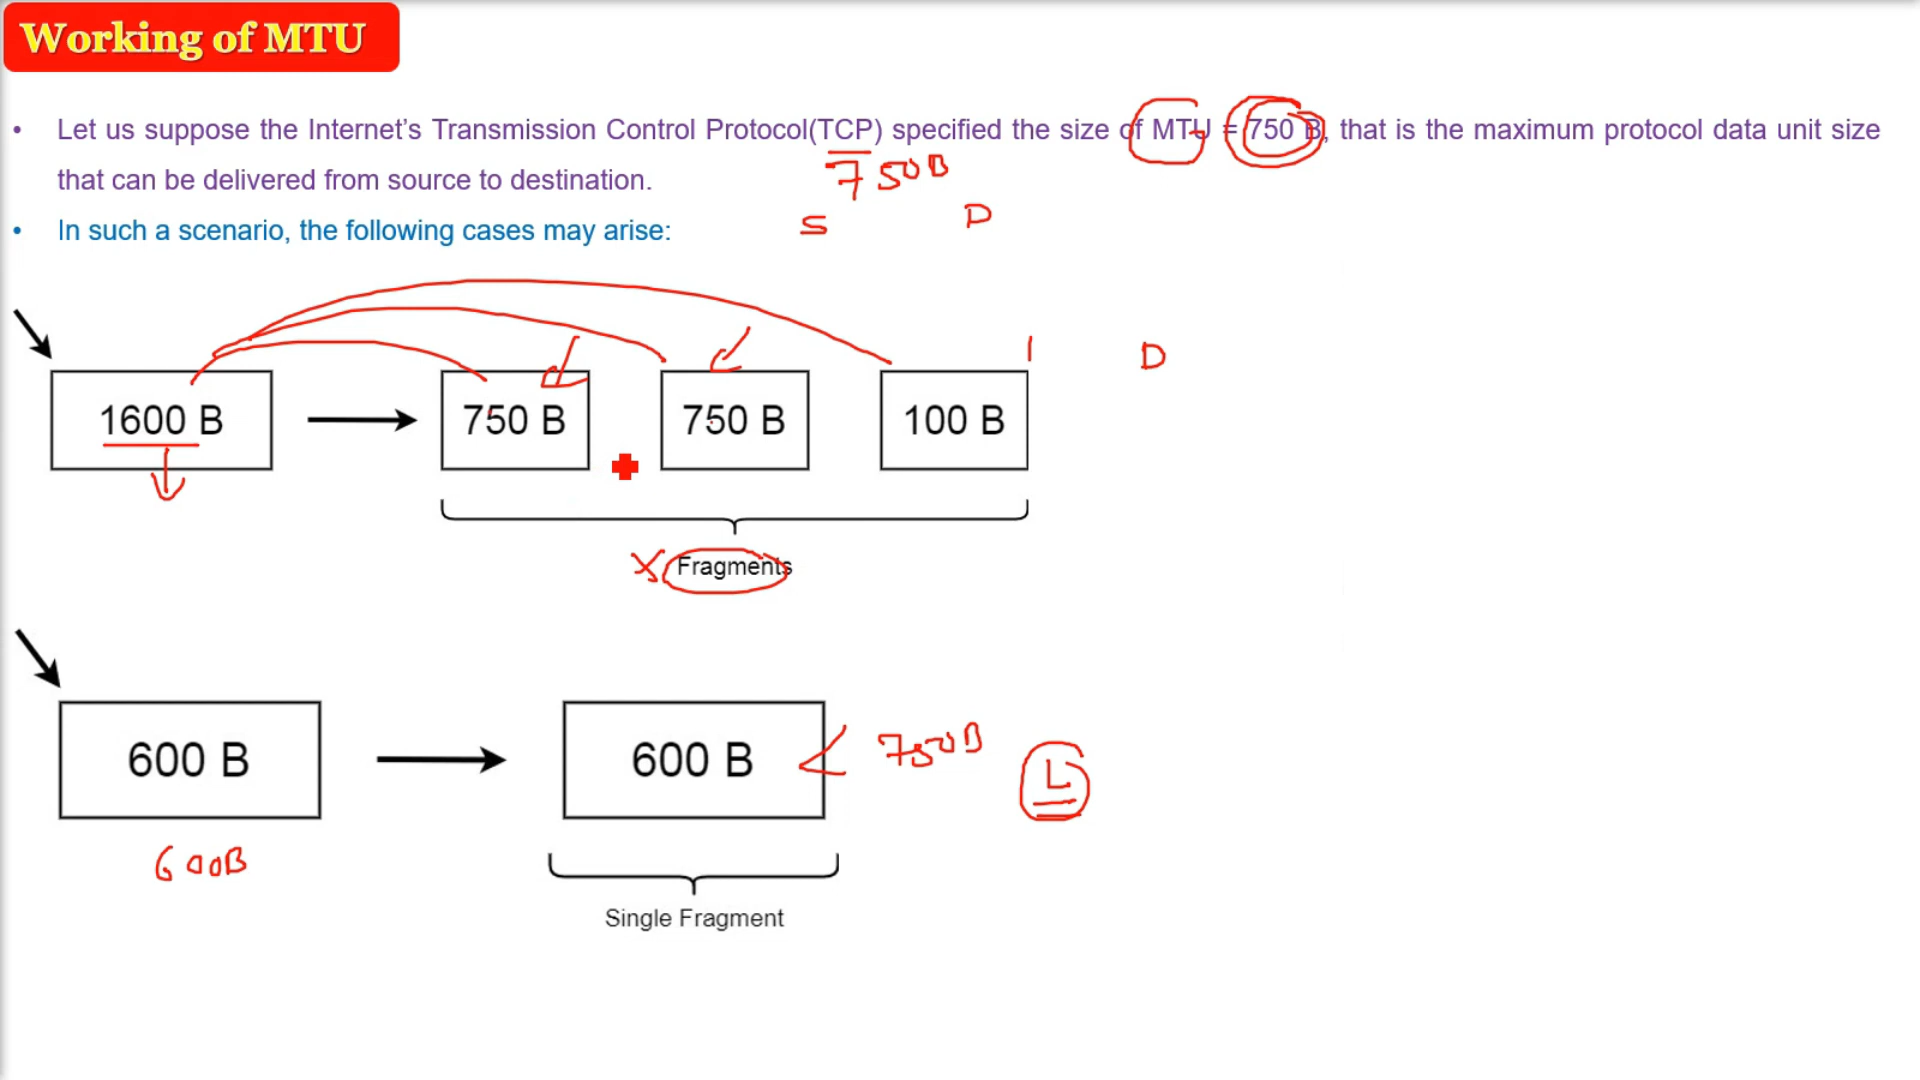 Working of MTU
• Let us suppose the Internet’s Transmission Control Protocol(TCP) specified the size of MTU = 750 B, that is the maximum protocol data unit size
that can be delivered from source to destination.
750B
• In such a scenario, the following cases may arise:
S D
D
1600 B 750 B 750 B 100 B
X Fragments
600 B 600 B < 750B L
600B
Single Fragment